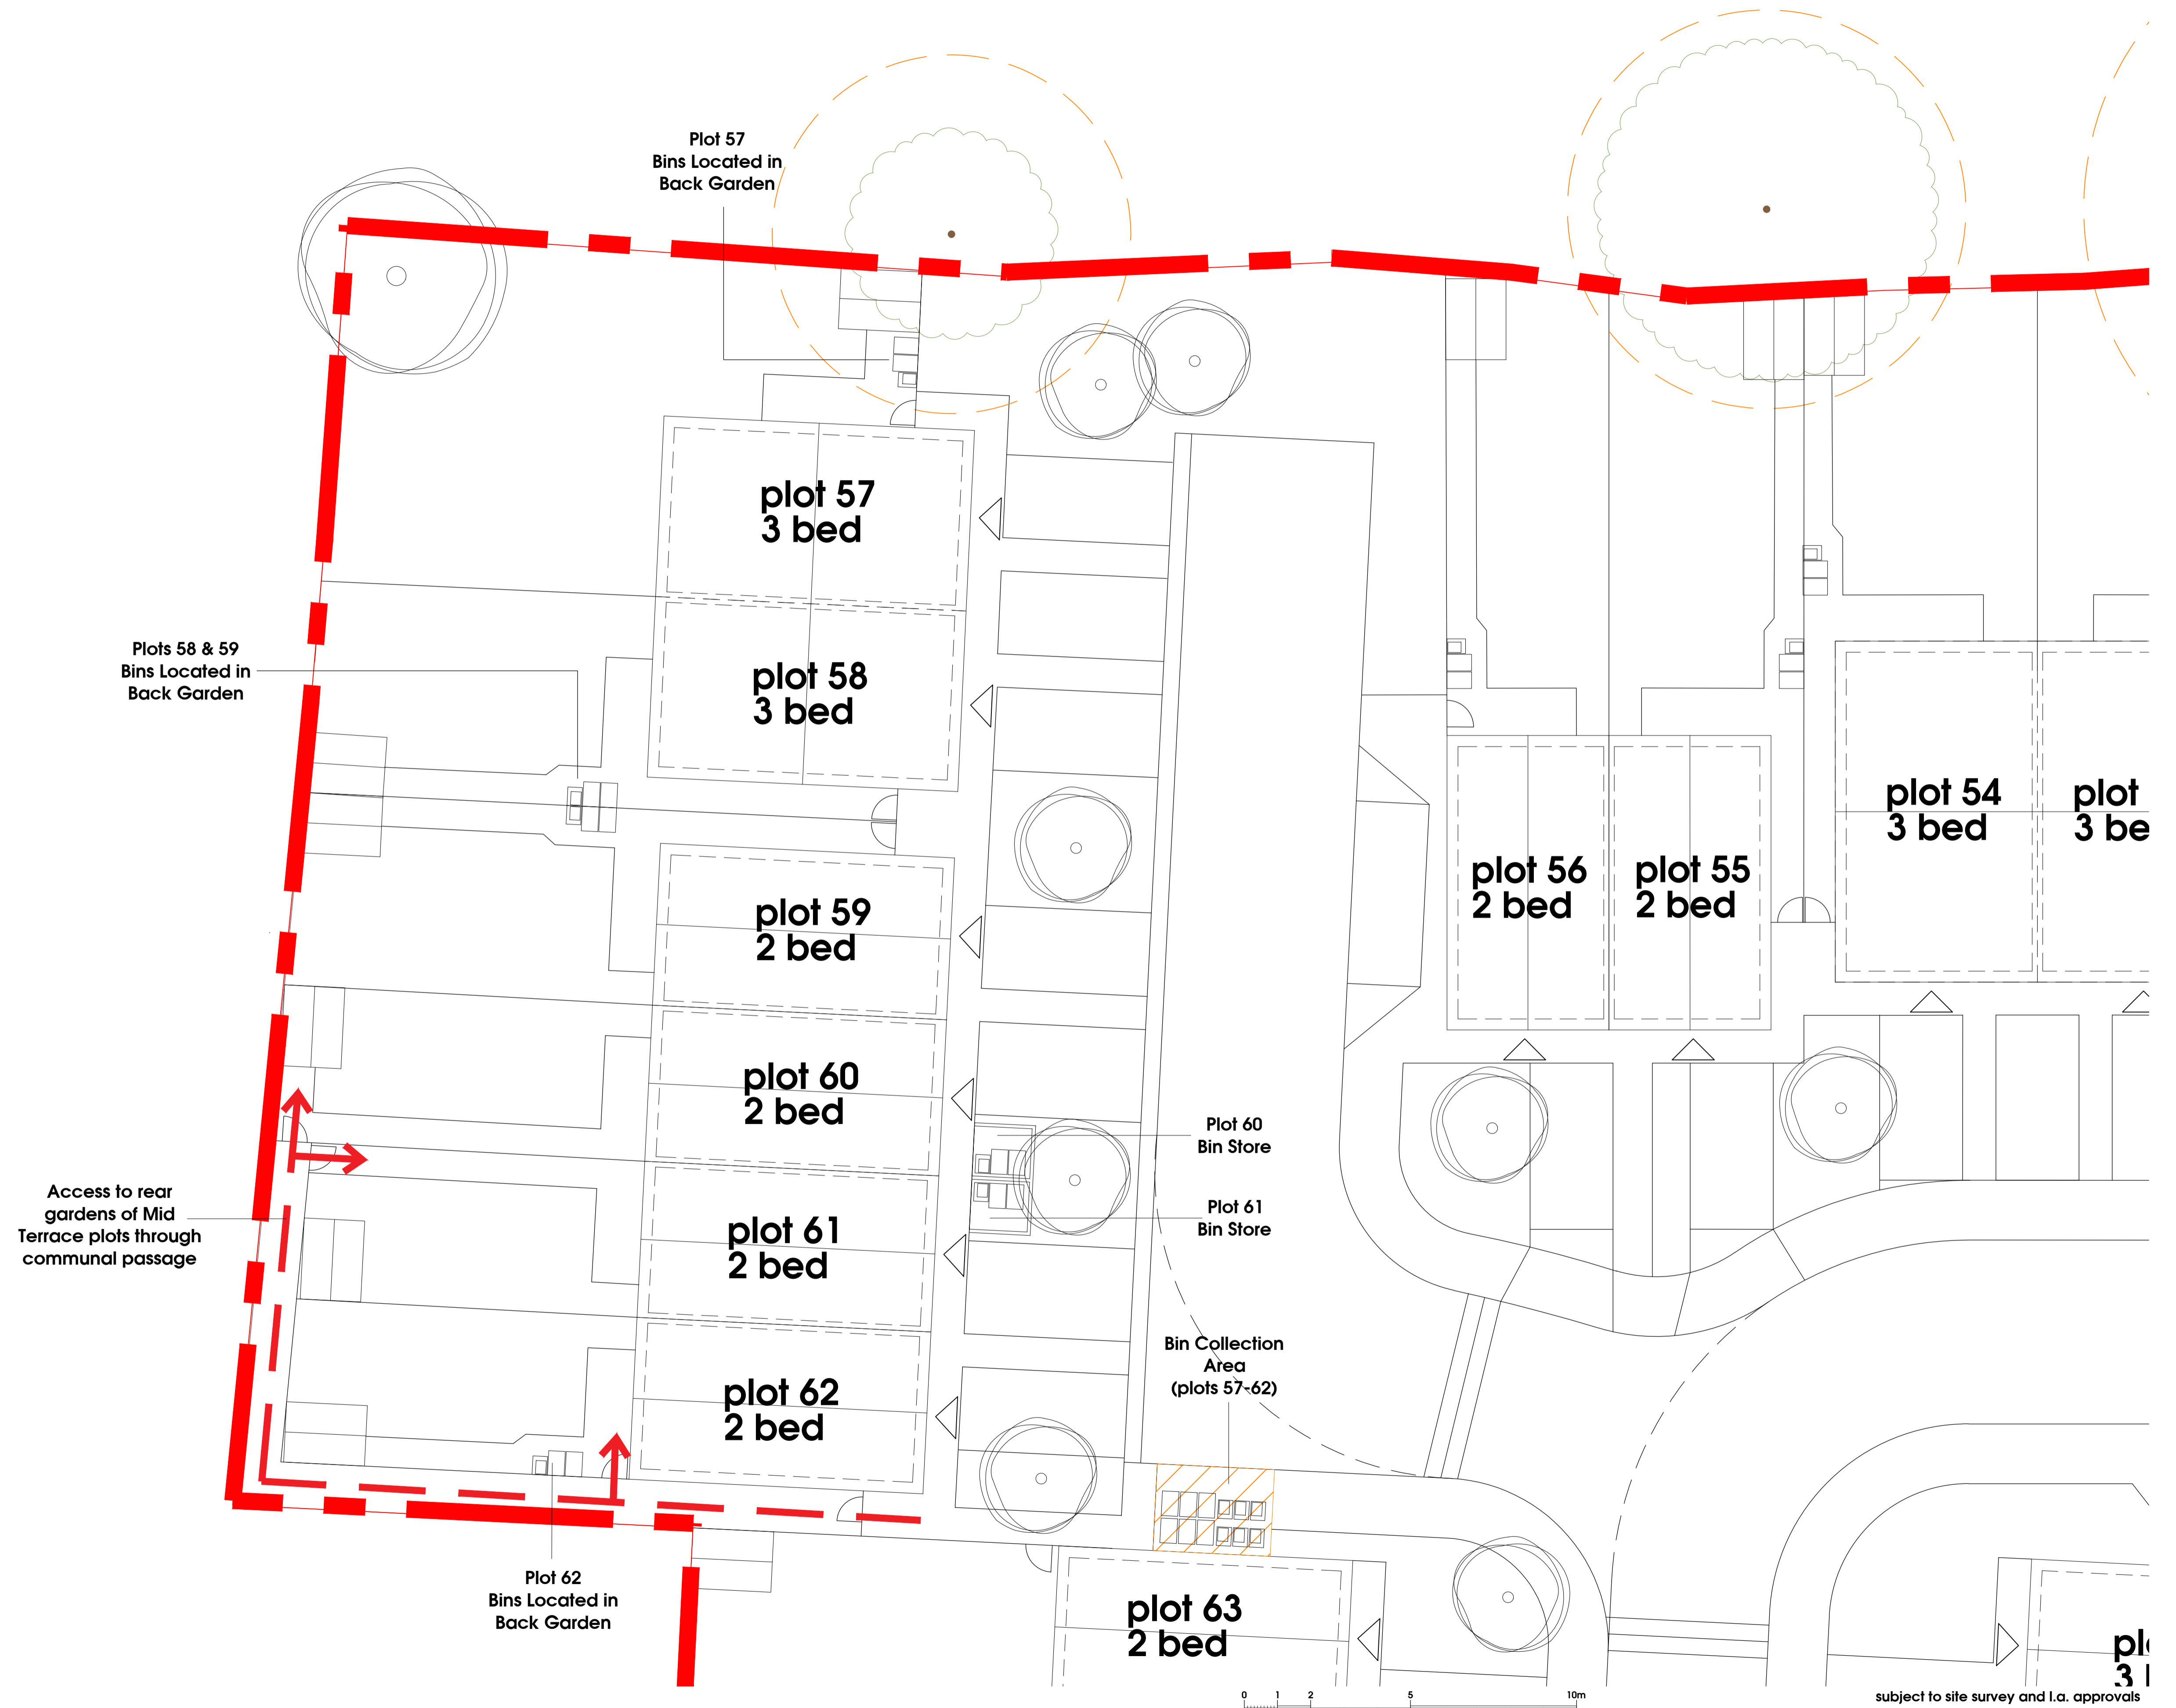 Plot 57
Bins Located in
Back Garden
plot 57
3 bed
Plots 58 & 59
Bins Located in
Back Garden
plot 58
3 bed
plot 54
3 bed
plot
3 be
plot 56
2 bed
plot 55
2 bed
plot 59
2 bed
plot 60
2 bed
Plot 60
Bin Store
Access to rear
gardens of Mid
Terrace plots through
communal passage
Plot 61
Bin Store
plot 61
2 bed
Bin Collection
Area
(plots 57-62)
plot 62
2 bed
Plot 62
Bins Located in
Back Garden
plot 63
2 bed
pl
3
0 1 2 5 10m
subject to site survey and l.a. approvals